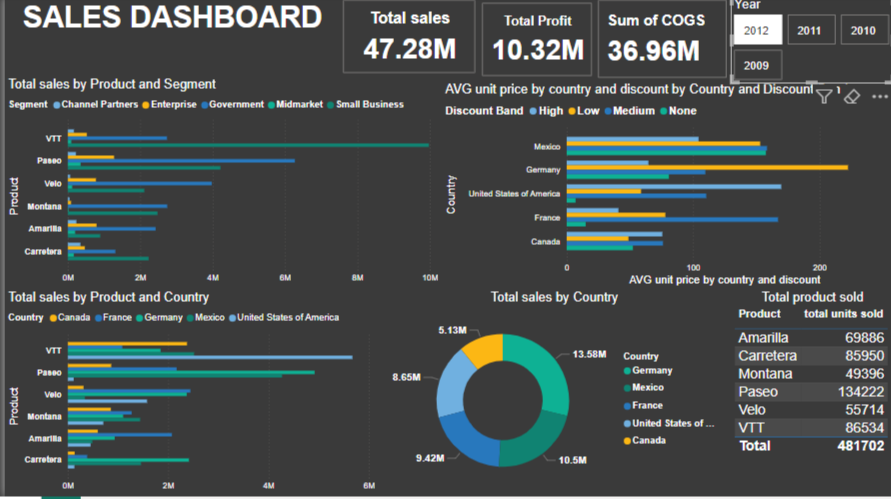 SALES DASHBOARD
Total sales
47.28M
Total Profit
10.32M
Sum of COGS
36.96M
Year
2012 2011 2010
2009
Total sales by Product and Segment
Segment Channel Partners Enterprise Government Midmarket Small Business
Product
VTT
Paseo
Velo
Montana
Amarilla
Carretera
0M 2M 4M 6M 8M 10M
AVG unit price by country and discount by Country and Discount
Discount Band High Low Medium None
Country
Mexico
Germany
United States of America
France
Canada
0 100 200
AVG unit price by country and discount
Total sales by Product and Country
Country Canada France Germany Mexico United States of America
Product
VTT
Paseo
Velo
Montana
Amarilla
Carretera
0M 2M 4M 6M
Total sales by Country
5.13M
13.58M
8.65M
9.42M
10.5M
Country
Germany
Mexico
France
United States of ...
Canada
Total product sold
Product total units sold
Amarilla 69886
Carretera 85950
Montana 49396
Paseo 134222
Velo 55714
VTT 86534
Total 481702